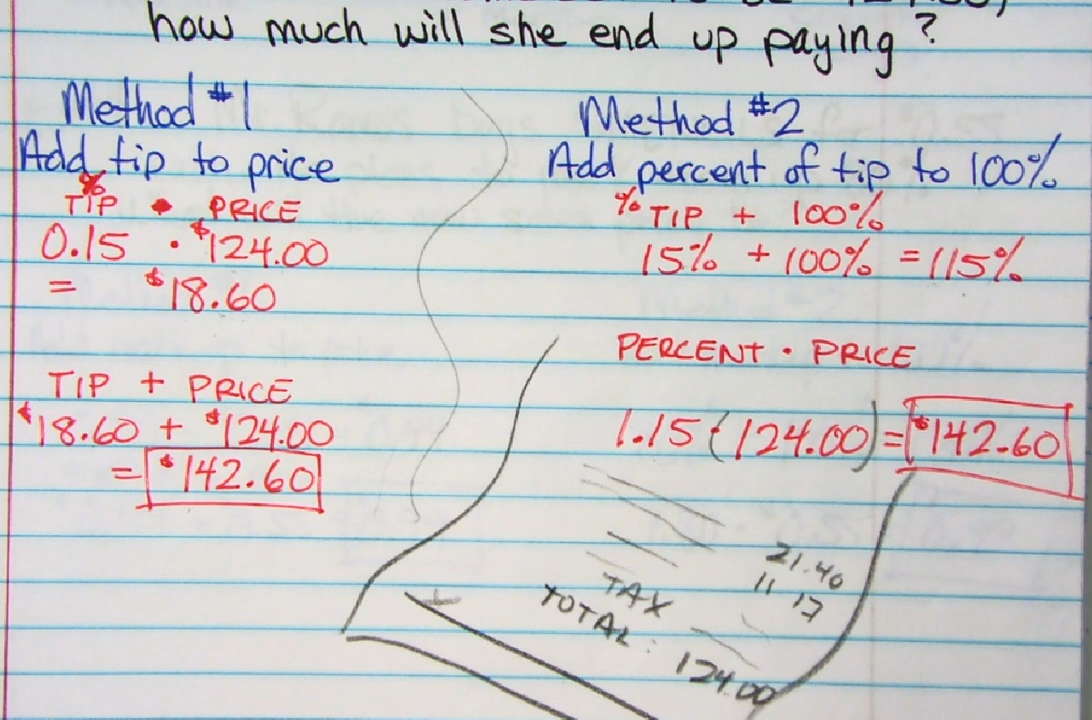 how much will she end up paying?
Method #1
Add tip to price
% TIP • PRICE
0.15 · $124.00
= $18.60
TIP + PRICE
$18.60 + $124.00
= $142.60
Method #2
Add percent of tip to 100%
% TIP + 100%
15% + 100% = 115%
PERCENT · PRICE
1.15 (124.00) = $142.60
21.40
11 17
TAX
TOTAL: 124.00